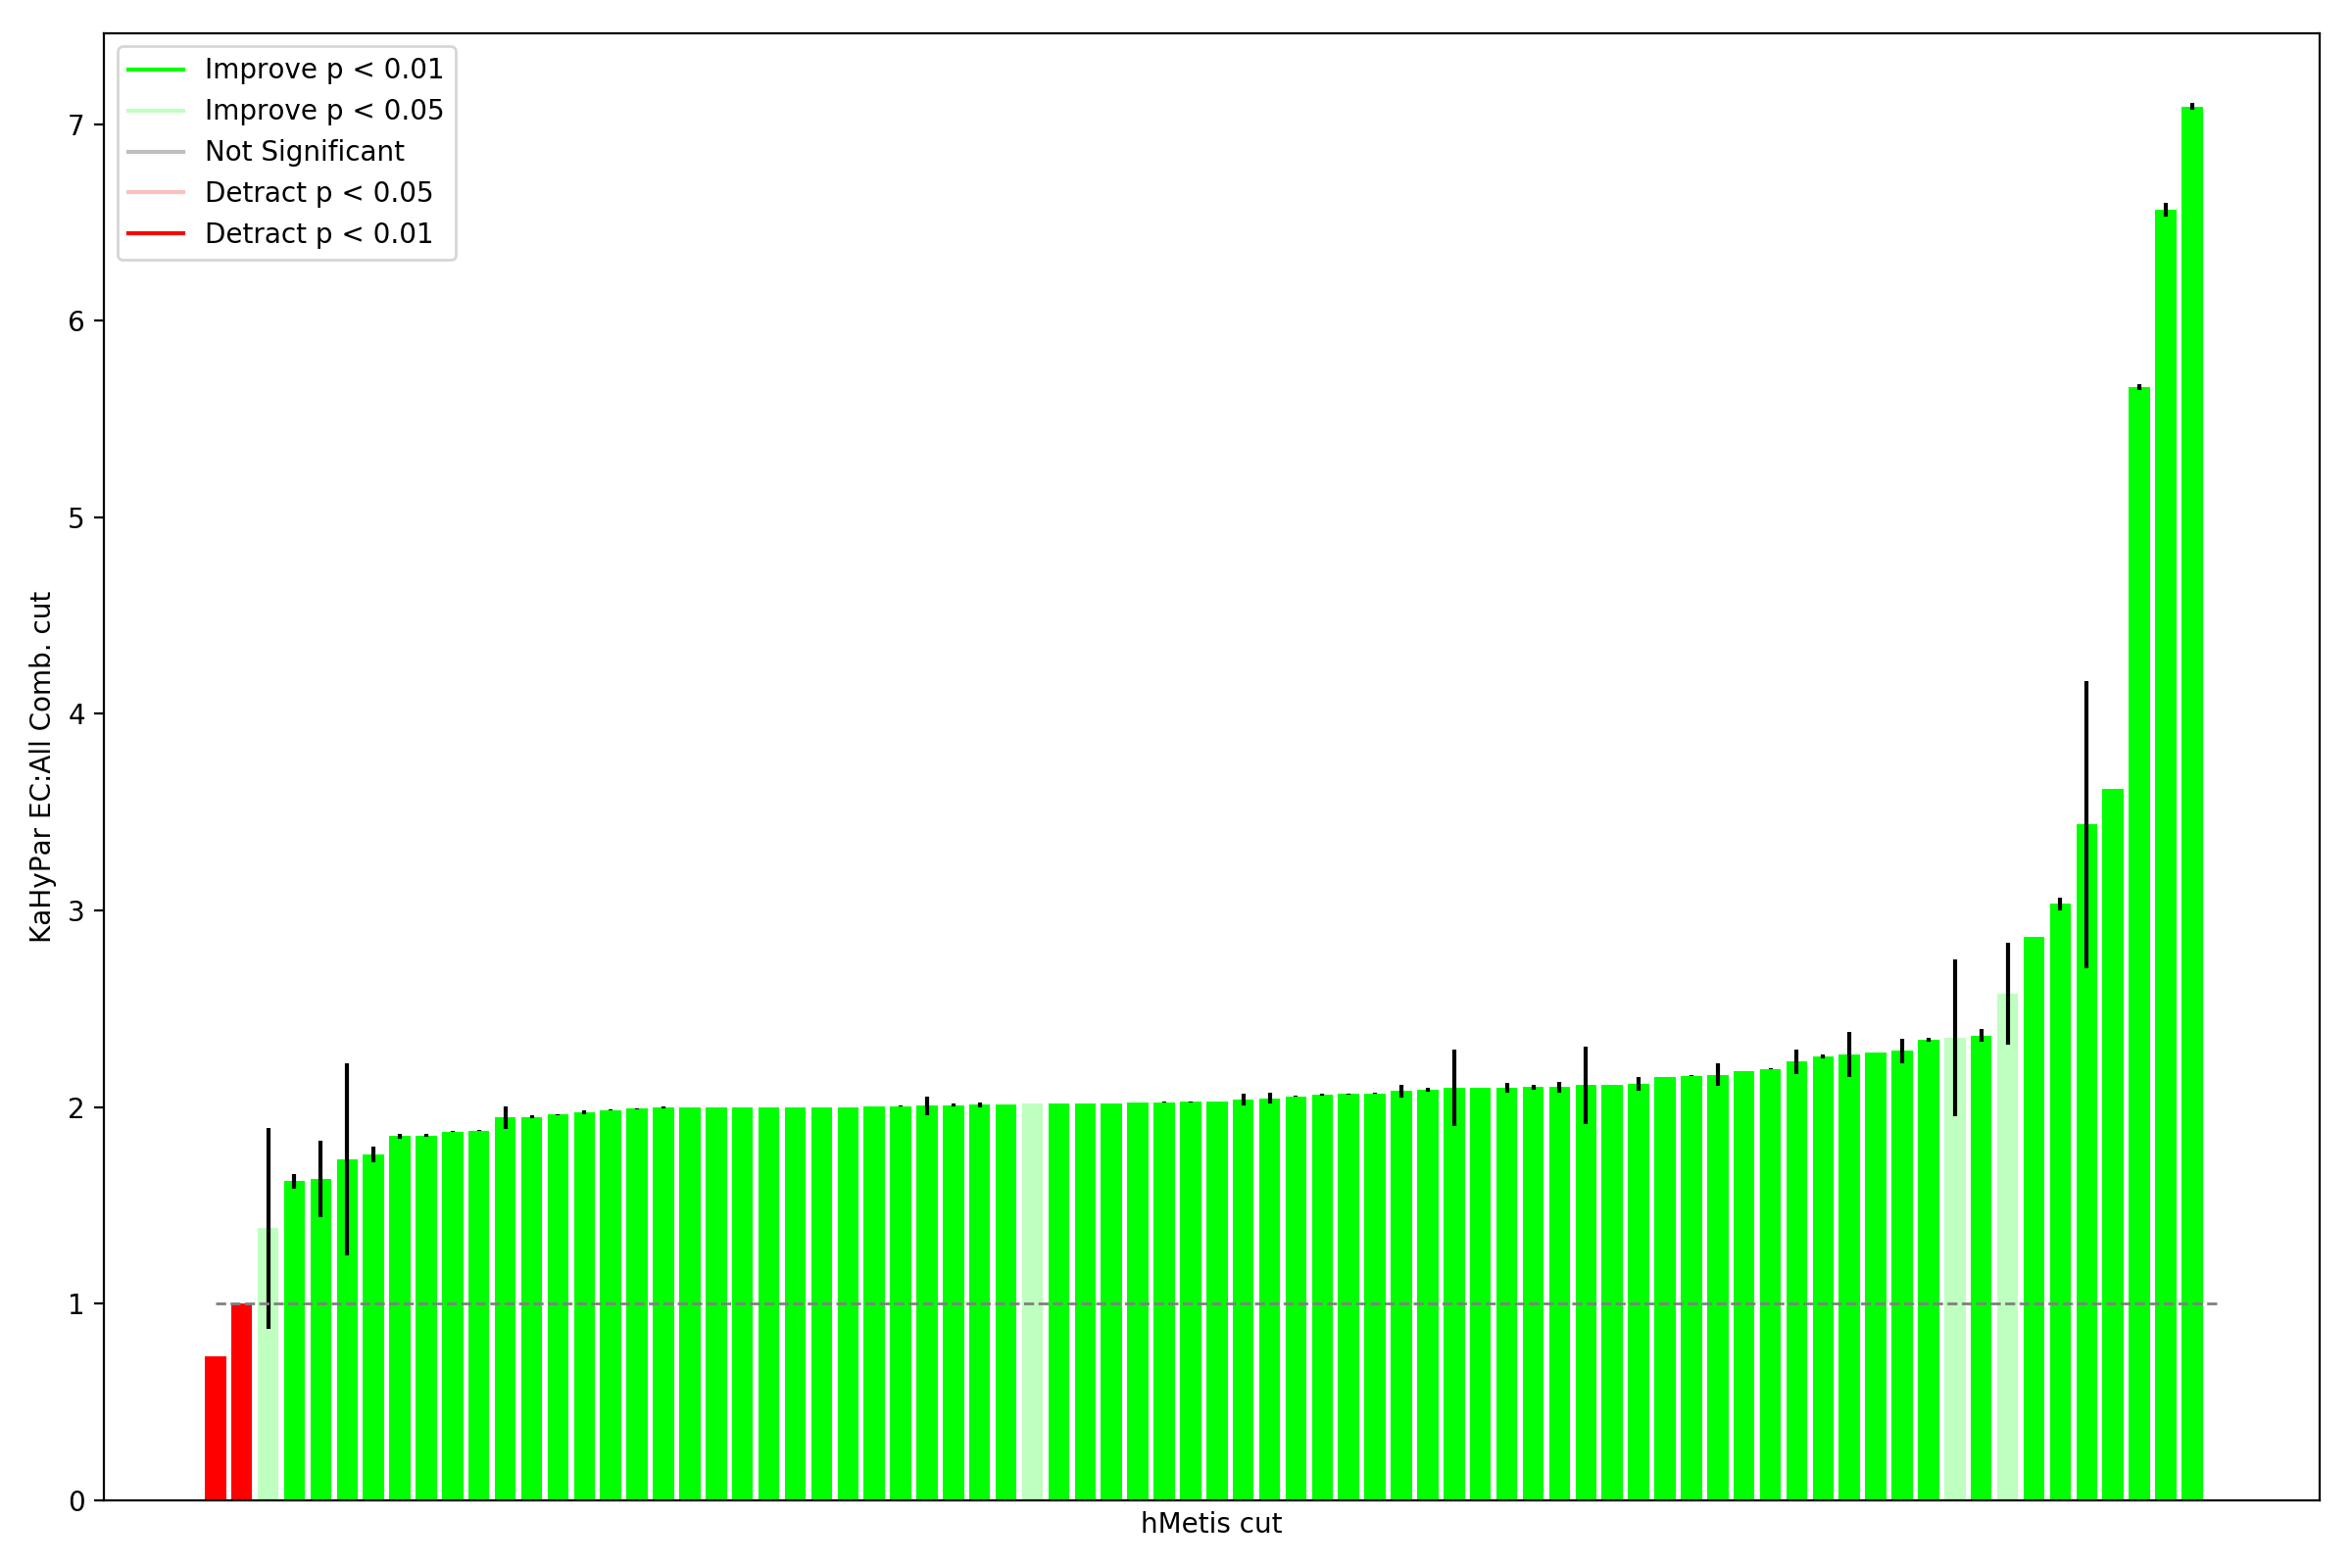 Improve p < 0.01
Improve p < 0.05
Not Significant
Detract p < 0.05
Detract p < 0.01
7
6
5
4
3
2
1
0
KaHyPar EC:All Comb. cut
hMetis cut